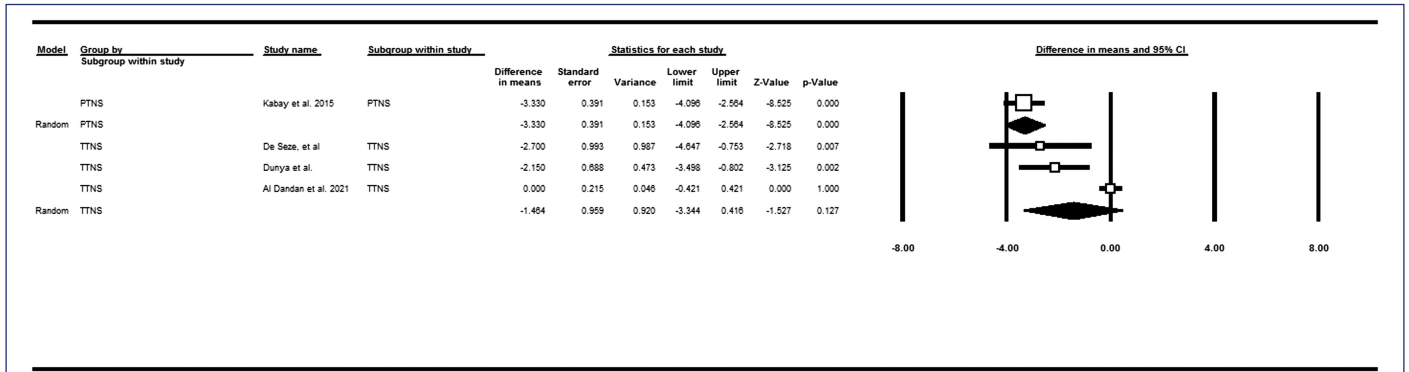 Model Group by Study name Subgroup within study Statistics for each study Difference in means and 95% CI
Subgroup within study
Difference in means Standard error Variance Lower limit Upper limit Z-Value p-Value
PTNS Kabay et al. 2015 PTNS -3.330 0.391 0.153 -4.096 -2.564 -8.525 0.000
Random PTNS -3.330 0.391 0.153 -4.096 -2.564 -8.525 0.000
TTNS De Seze, et al TTNS -2.700 0.993 0.987 -4.647 -0.753 -2.718 0.007
TTNS Dunya et al. TTNS -2.150 0.688 0.473 -3.498 -0.802 -3.125 0.002
TTNS Al Dandan et al. 2021 TTNS 0.000 0.215 0.046 -0.421 0.421 0.000 1.000
Random TTNS -1.464 0.959 0.920 -3.344 0.416 -1.527 0.127
-8.00 -4.00 0.00 4.00 8.00